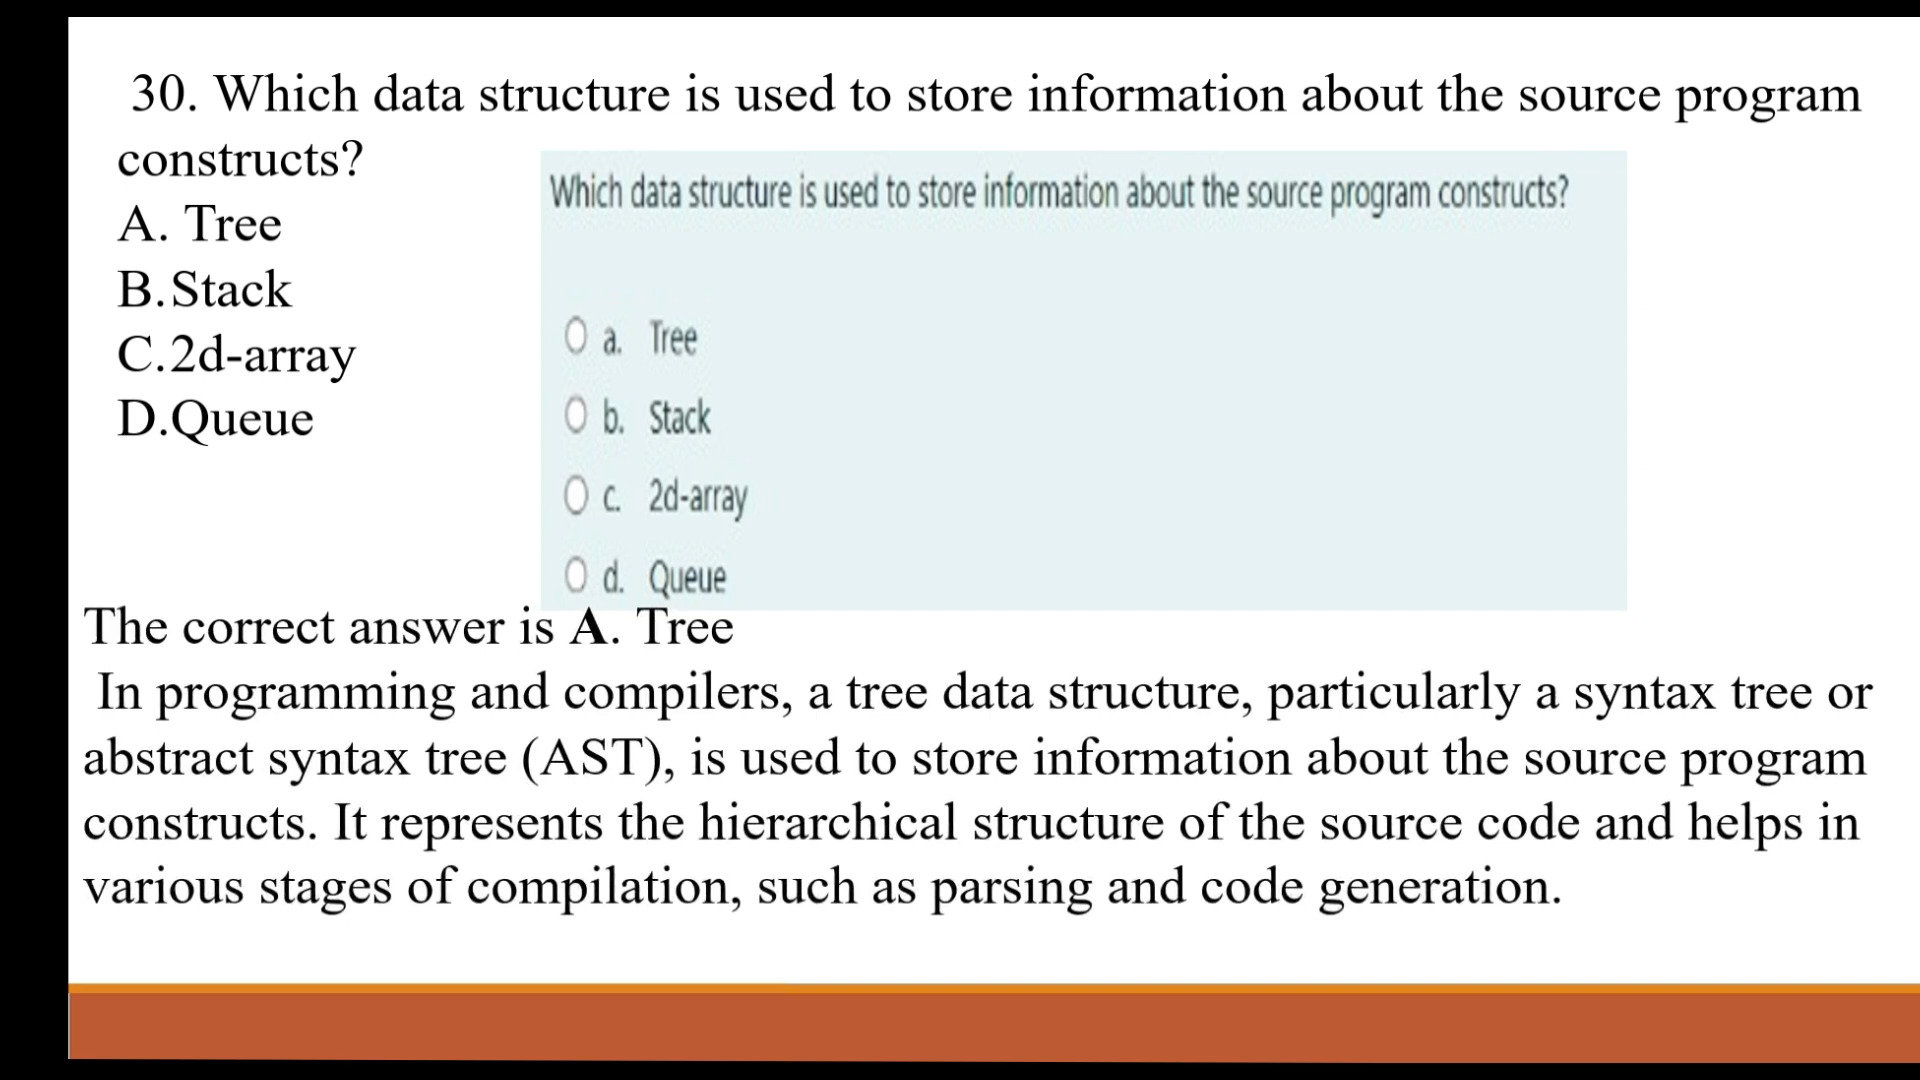 30. Which data structure is used to store information about the source program
constructs?
A. Tree
B.Stack
C.2d-array
D.Queue
Which data structure is used to store information about the source program constructs?
a. Tree
b. Stack
c. 2d-array
d. Queue
The correct answer is A. Tree
In programming and compilers, a tree data structure, particularly a syntax tree or
abstract syntax tree (AST), is used to store information about the source program
constructs. It represents the hierarchical structure of the source code and helps in
various stages of compilation, such as parsing and code generation.